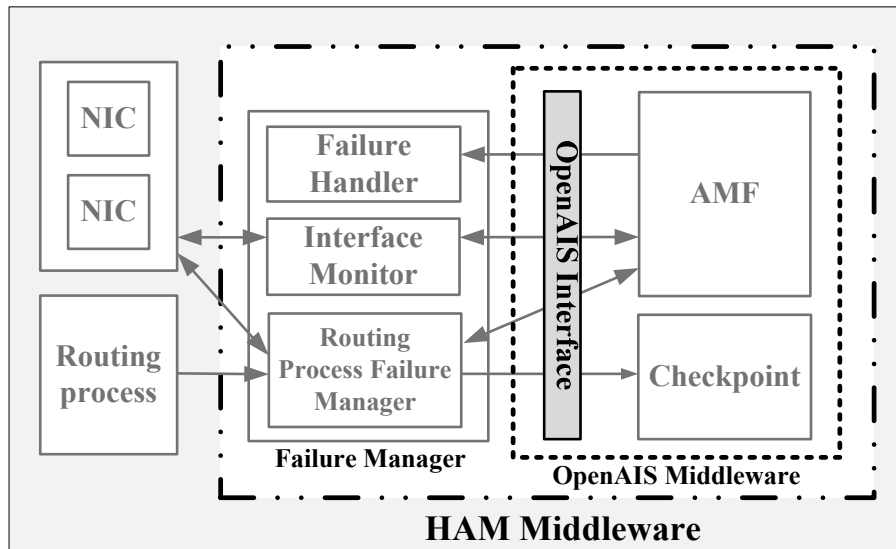 NIC
NIC
Routing
process
Failure
Handler
Interface
Monitor
Routing
Process Failure
Manager
Failure Manager
OpenAIS Interface
AMF
Checkpoint
OpenAIS Middleware
HAM Middleware